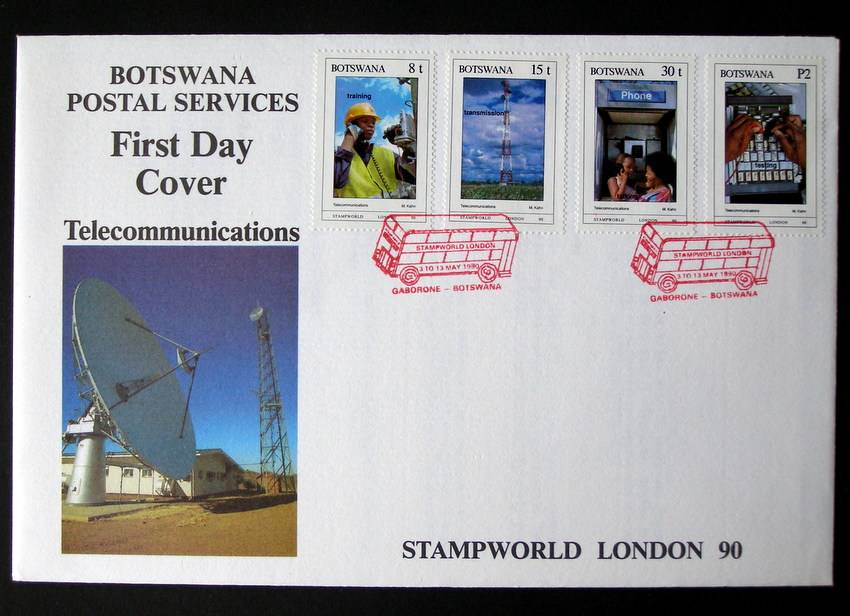 BOTSWANA
POSTAL SERVICES
First Day
Cover
Telecommunications
BOTSWANA 8 t
training
Telecommunications M. Kahn
STAMPWORLD LONDON 90
BOTSWANA 15 t
transmission
Telecommunications M. Kahn
STAMPWORLD LONDON 90
BOTSWANA 30 t
Phone
Telecommunications M. Kahn
STAMPWORLD LONDON 90
BOTSWANA P2
testing
Telecommunications M. Kahn
STAMPWORLD LONDON 90
STAMPWORLD LONDON
3 TO 13 MAY 1990
GABORONE – BOTSWANA
STAMPWORLD LONDON
3 TO 13 MAY 1990
GABORONE – BOTSWANA
STAMPWORLD LONDON 90